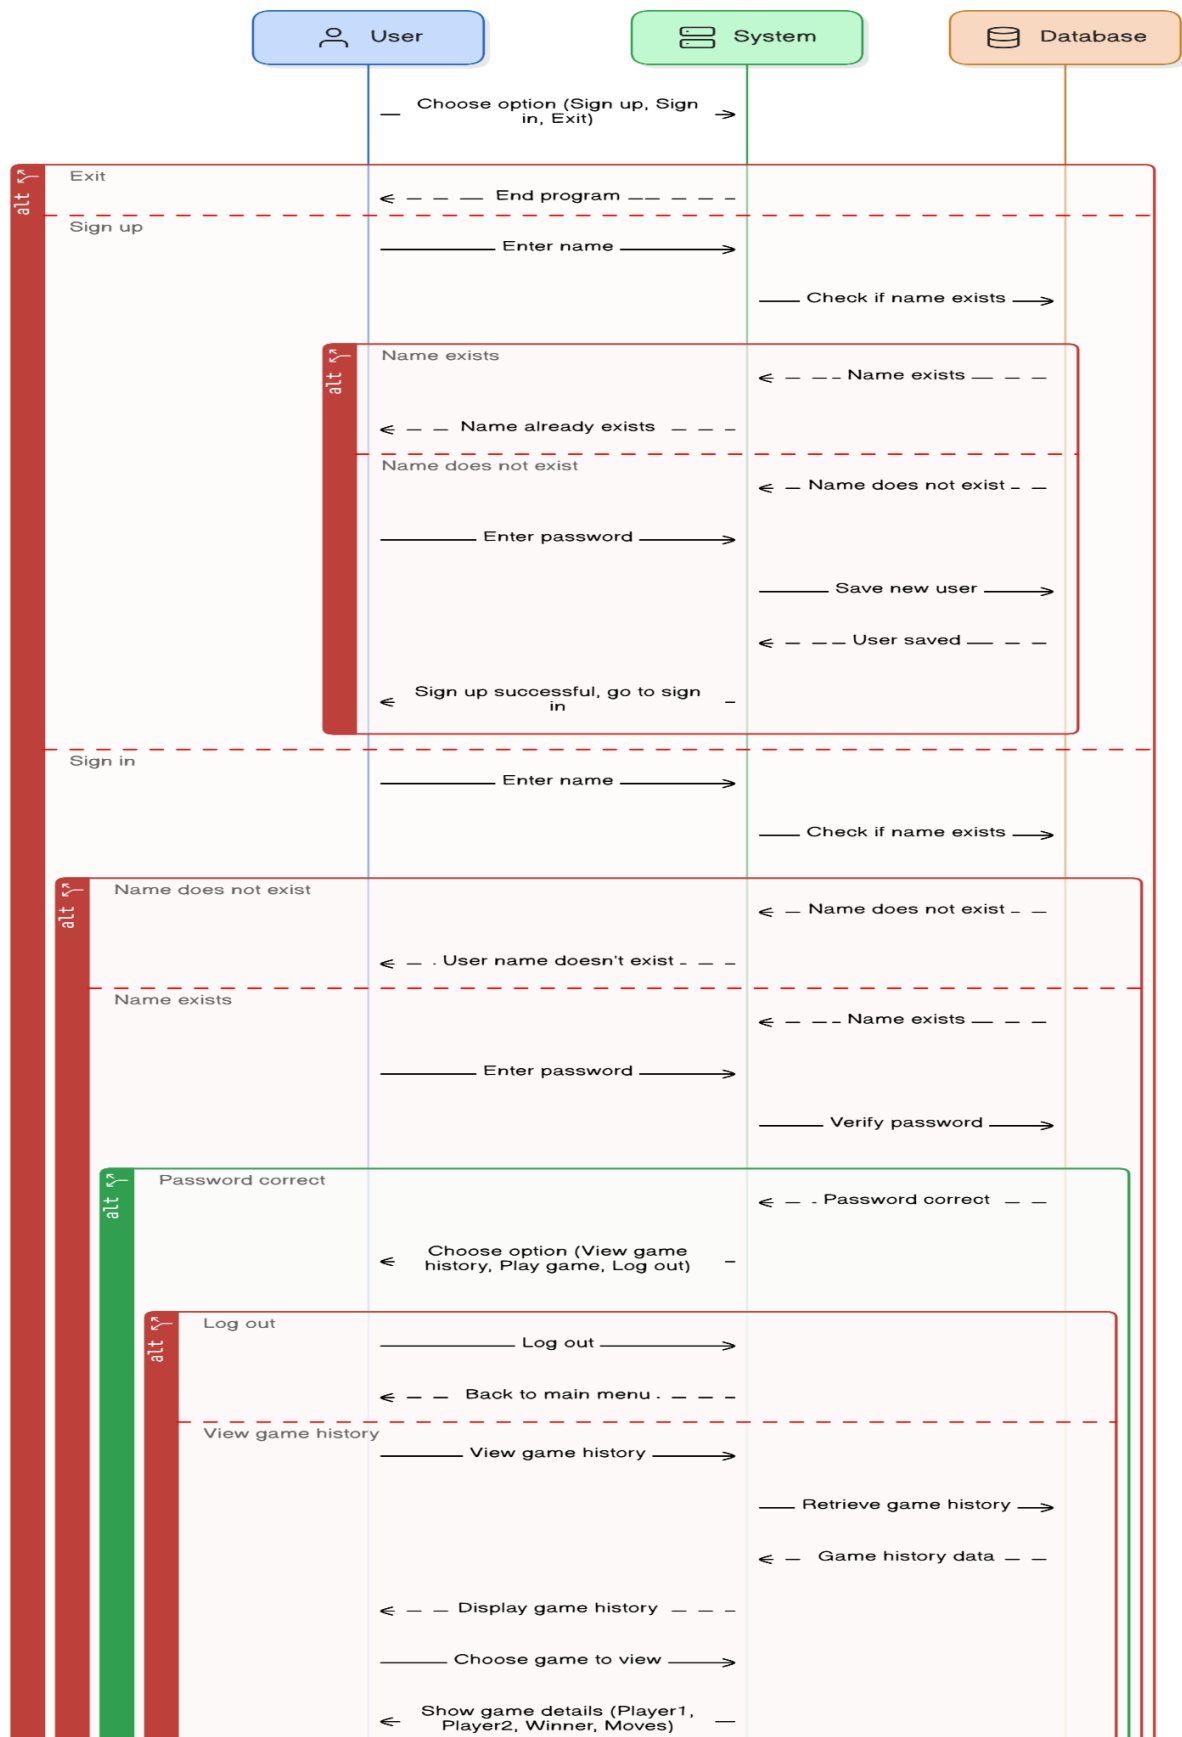 User
System
Database
Choose option (Sign up, Sign
in, Exit)
alt
Exit
End program
Sign up
Enter name
Check if name exists
alt
Name exists
Name exists
Name already exists
Name does not exist
Name does not exist
Enter password
Save new user
User saved
Sign up successful, go to sign
in
Sign in
Enter name
Check if name exists
alt
Name does not exist
Name does not exist
User name doesn't exist
Name exists
Name exists
Enter password
Verify password
alt
Password correct
Password correct
Choose option (View game
history, Play game, Log out)
alt
Log out
Log out
Back to main menu
View game history
View game history
Retrieve game history
Game history data
Display game history
Choose game to view
Show game details (Player1,
Player2, Winner, Moves)